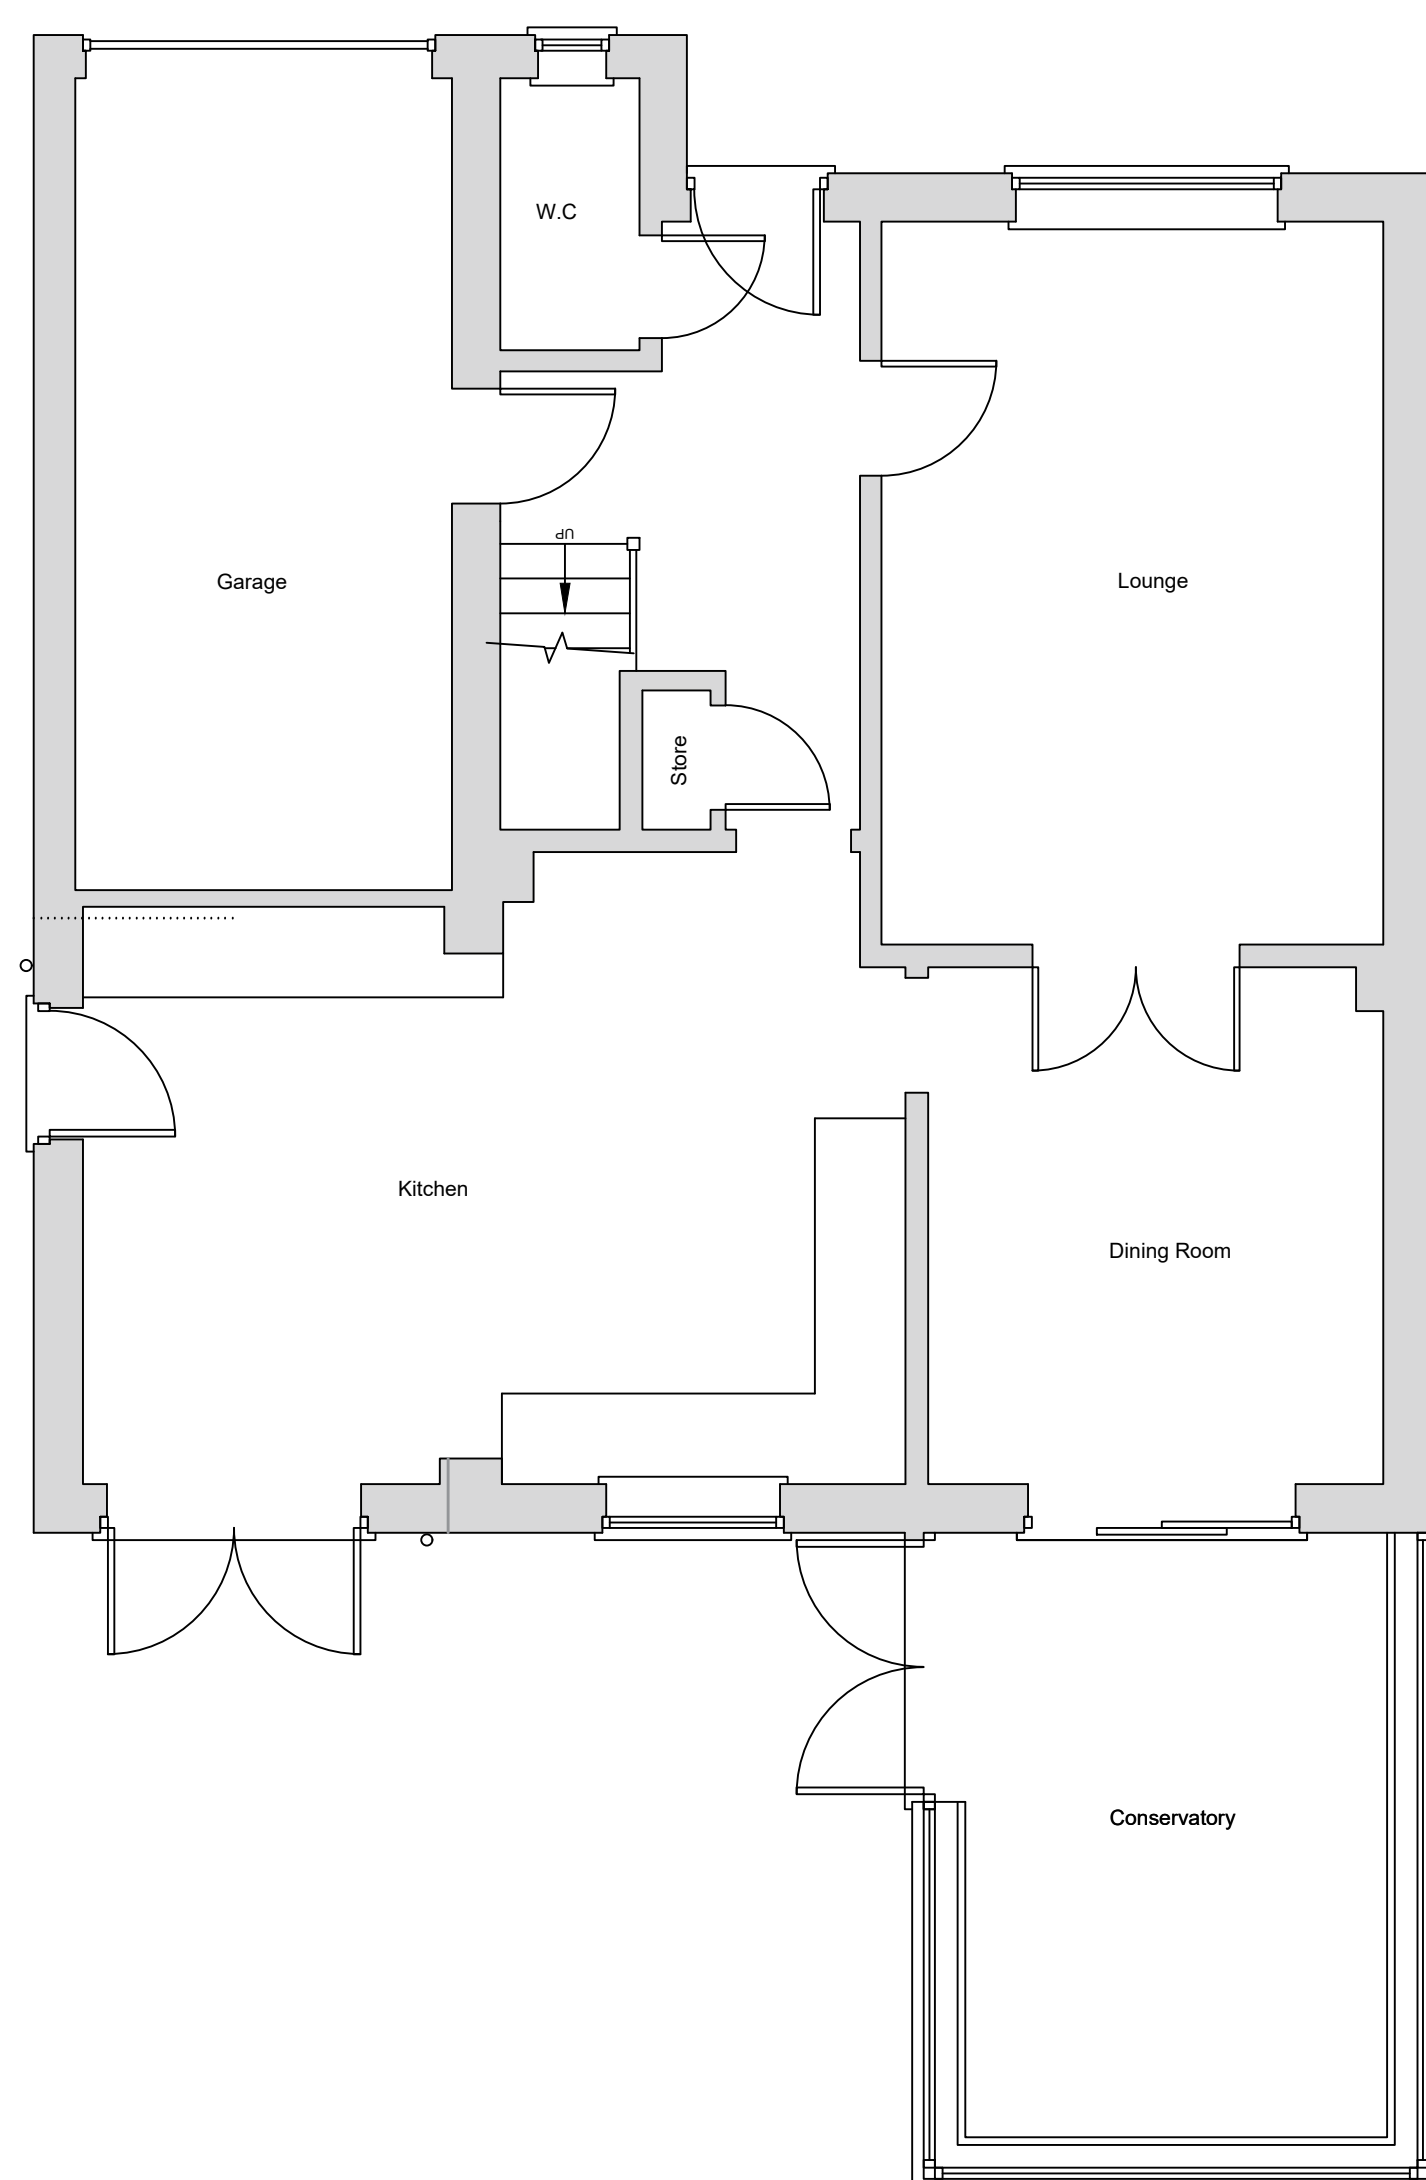 W.C
UP
Garage
Lounge
Store
Kitchen
Dining Room
Conservatory